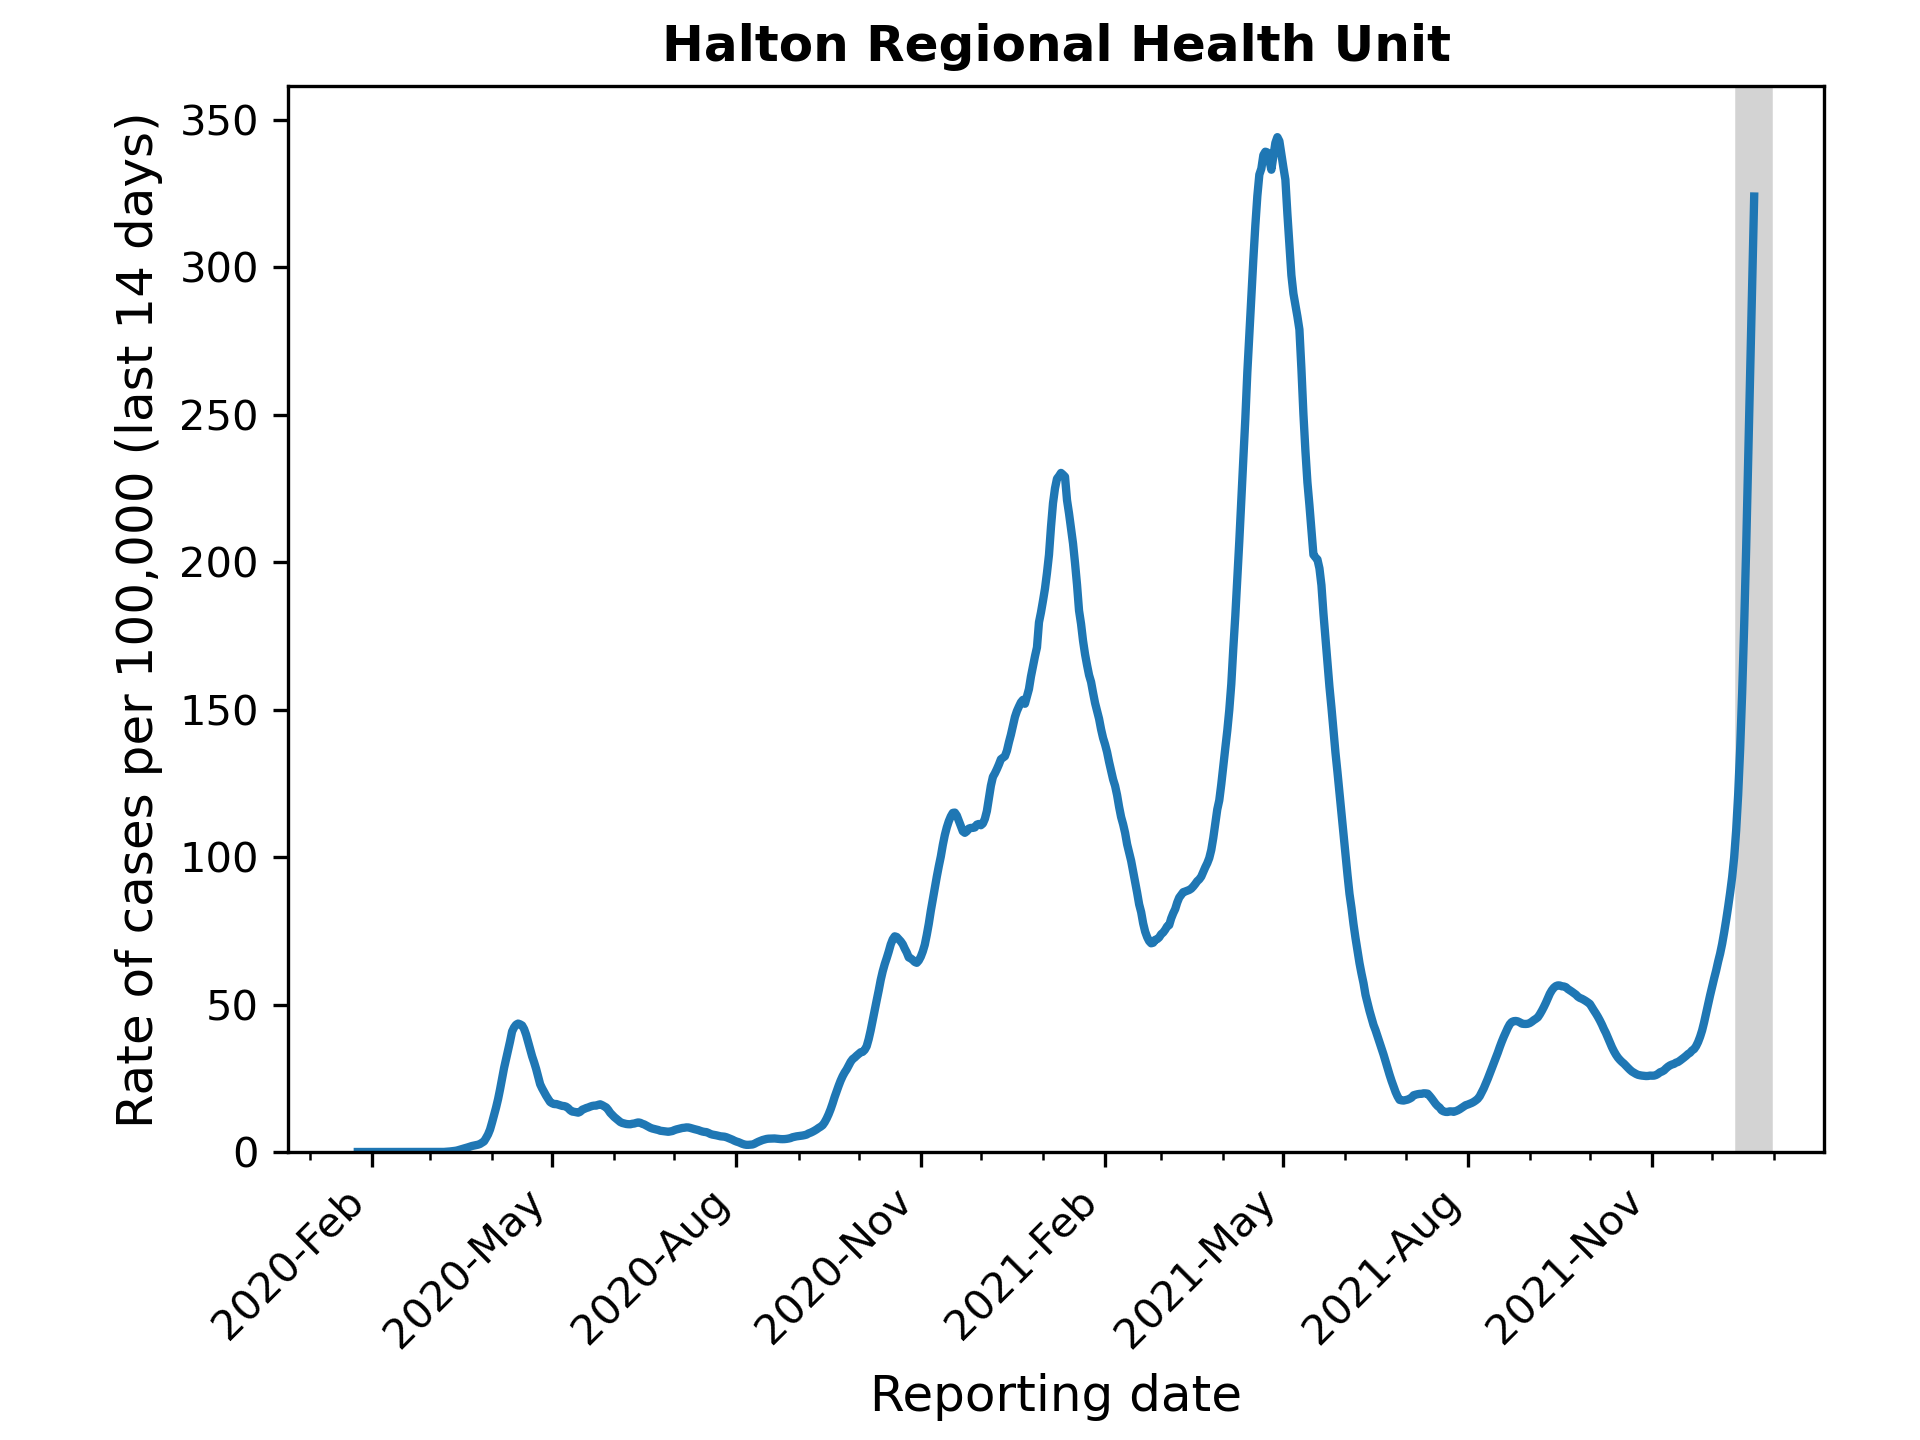 Halton Regional Health Unit
Rate of cases per 100,000 (last 14 days)
350
300
250
200
150
100
50
0
2020-Feb
2020-May
2020-Aug
2020-Nov
2021-Feb
2021-May
2021-Aug
2021-Nov
Reporting date